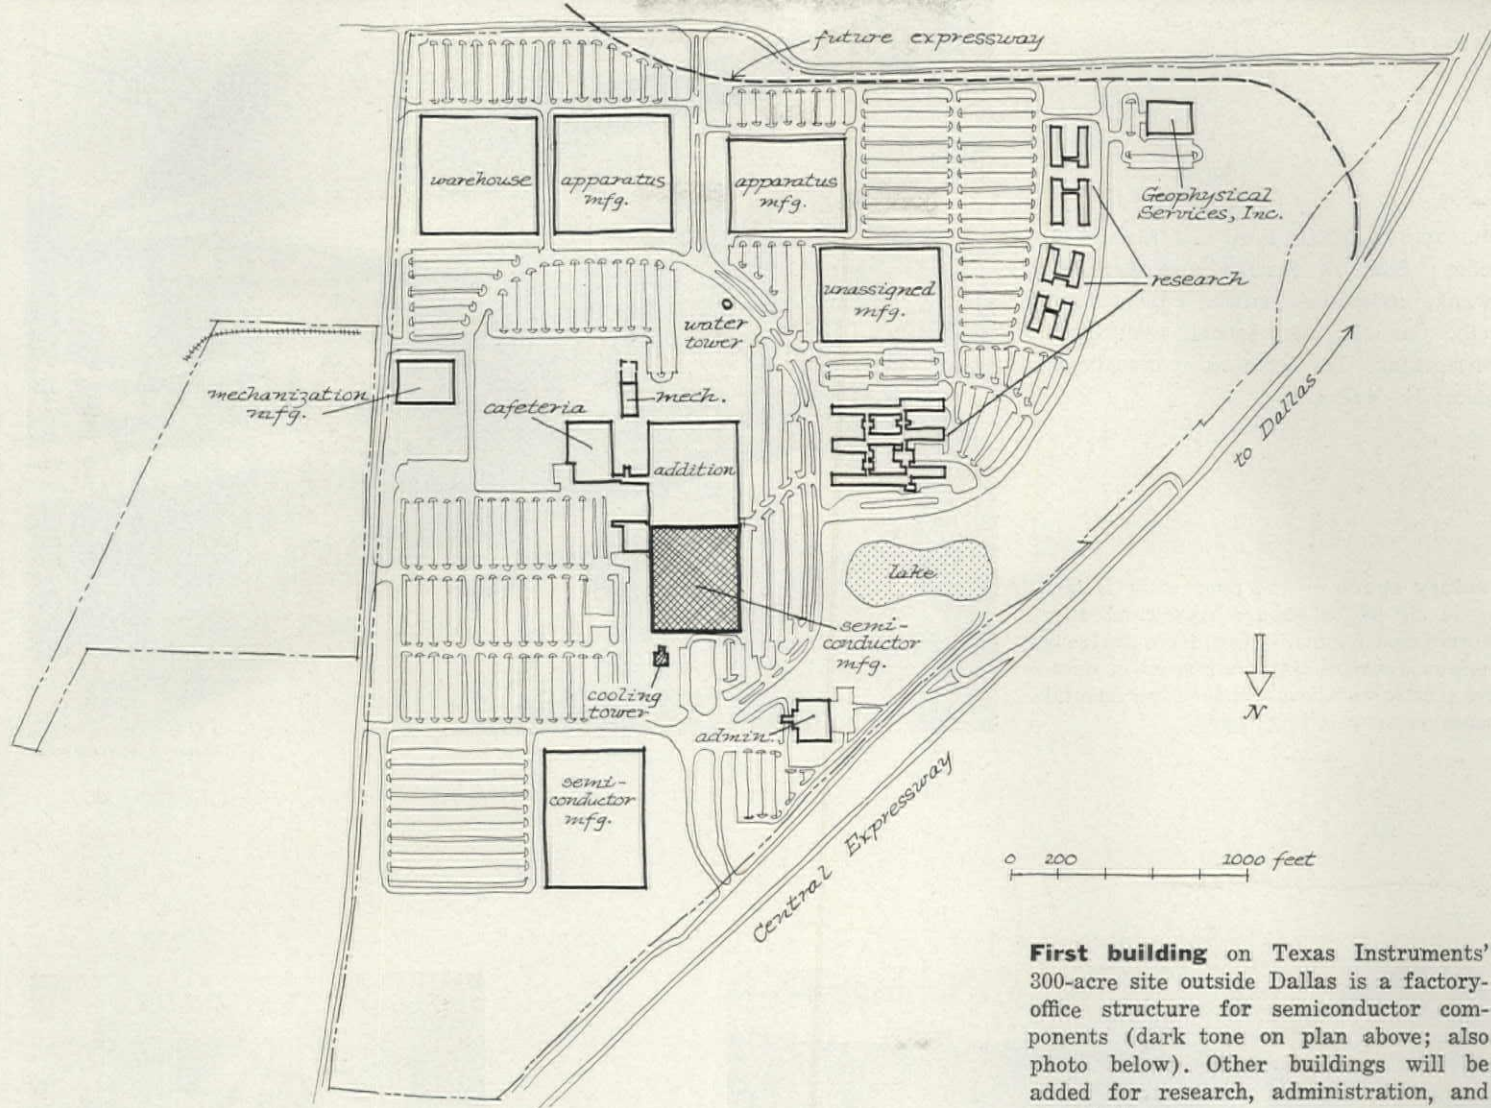 future expressway
warehouse
apparatus
mfg.
apparatus
mfg.
Geophysical
Services, Inc.
research
unassigned
mfg.
water
tower
mechanization
mfg.
cafeteria
mech.
addition
to Dallas
lake
semi-
conductor
mfg.
cooling
tower
admin.
N
semi-
conductor
mfg.
Central Expressway
0 200 1000 feet
First building on Texas Instruments'
300-acre site outside Dallas is a factory-
office structure for semiconductor com-
ponents (dark tone on plan above; also
photo below). Other buildings will be
added for research, administration, and